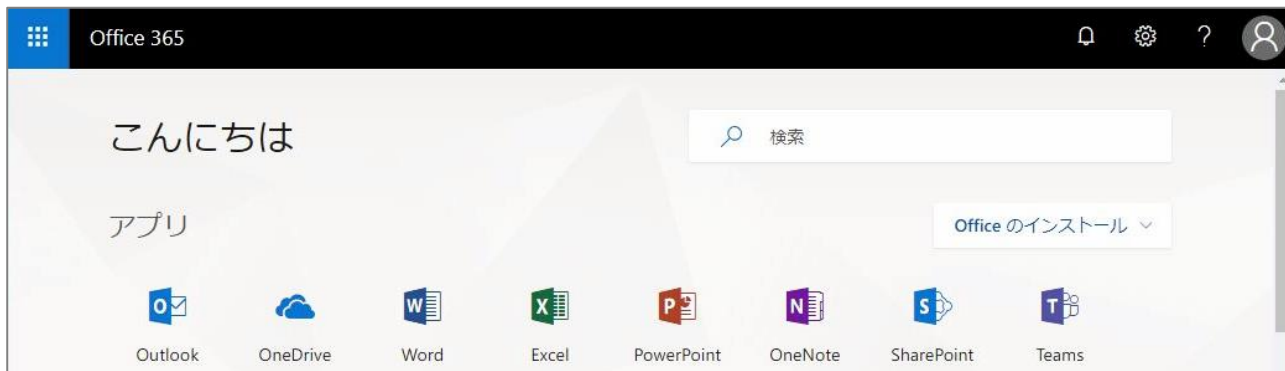 Office 365
こんにちは
検索
アプリ
Office のインストール
Outlook OneDrive Word Excel PowerPoint OneNote SharePoint Teams